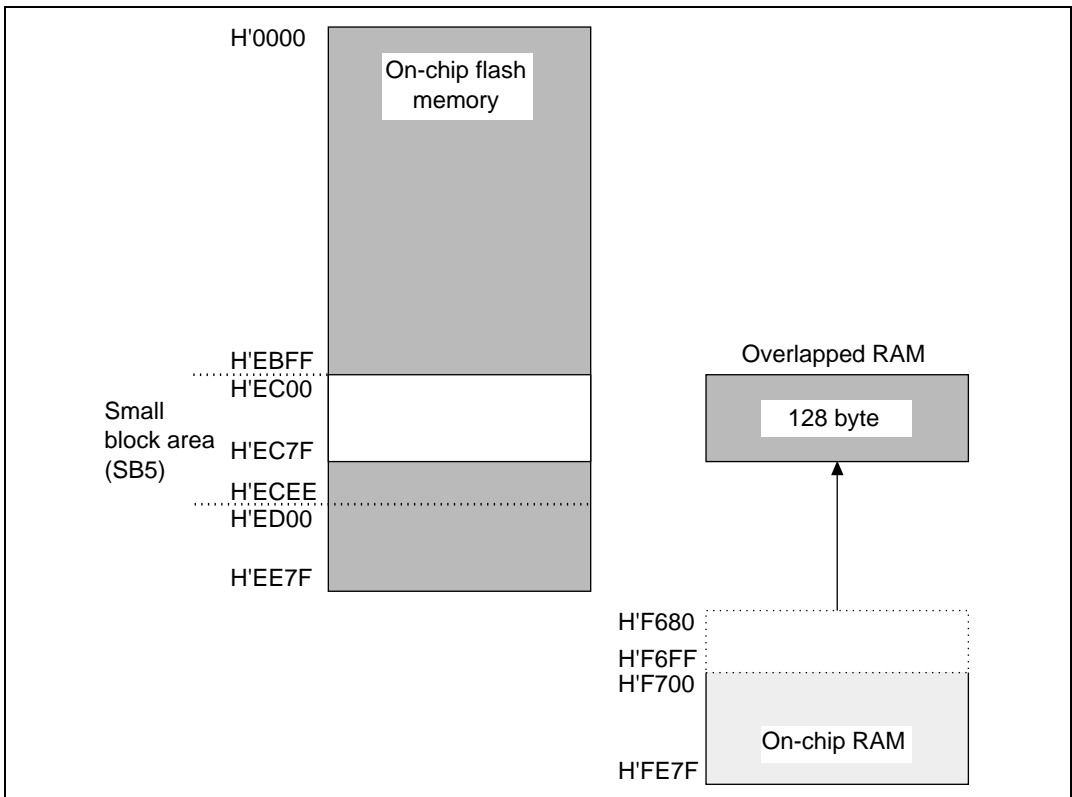 H'0000
On-chip flash
memory
H'EBFF
H'EC00
Small
block area
(SB5)
H'EC7F
H'ECEE
H'ED00
H'EE7F
Overlapped RAM
128 byte
H'F680
H'F6FF
H'F700
On-chip RAM
H'FE7F